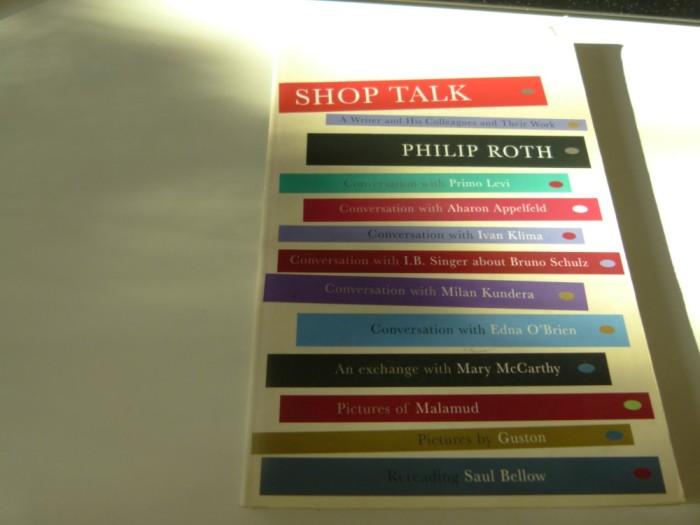 SHOP TALK
A Writer and His Colleagues and Their Work
PHILIP ROTH
Conversation with Primo Levi
Conversation with Aharon Appelfeld
Conversation with Ivan Klíma
Conversation with I.B. Singer about Bruno Schulz
Conversation with Milan Kundera
Conversation with Edna O'Brien
An exchange with Mary McCarthy
Pictures of Malamud
Pictures by Guston
Rereading Saul Bellow